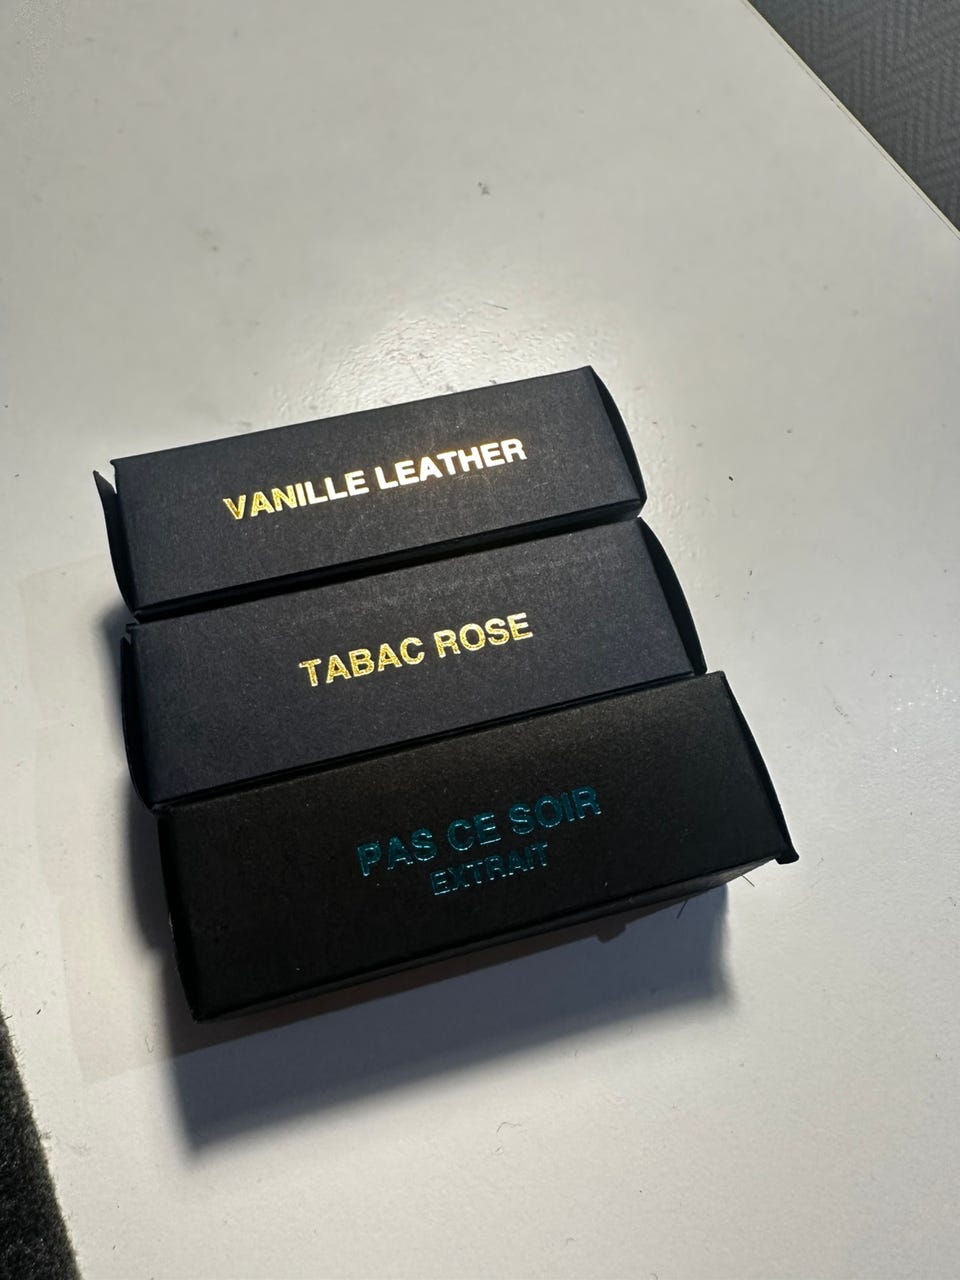 VANILLE LEATHER
TABAC ROSE
PAS CE SOIR
EXTRAIT